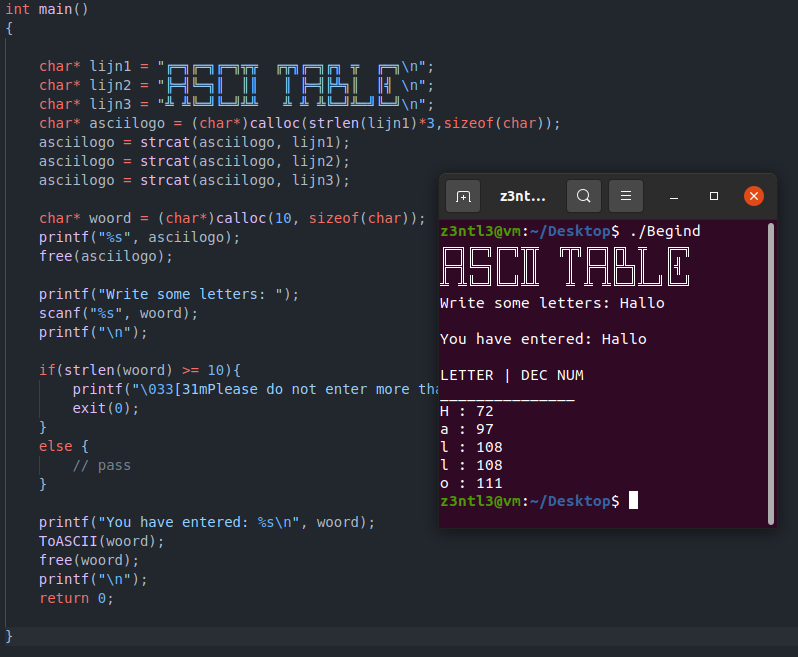 int main()
{
char* lijn1 = "\n";
char* lijn2 = "\n";
char* lijn3 = "\n";
char* asciilogo = (char*)calloc(strlen(lijn1)*3,sizeof(char));
asciilogo = strcat(asciilogo, lijn1);
asciilogo = strcat(asciilogo, lijn2);
asciilogo = strcat(asciilogo, lijn3);
char* woord = (char*)calloc(10, sizeof(char));
printf("%s", asciilogo);
free(asciilogo);
printf("Write some letters: ");
scanf("%s", woord);
printf("\n");
if(strlen(woord) >= 10){
printf("\033[31mPlease do not enter more tha
exit(0);
}
else {
// pass
}
printf("You have entered: %s\n", woord);
ToASCII(woord);
free(woord);
printf("\n");
return 0;
}
z3nt...
z3ntl3@vm:~/Desktop$ ./Begind
ASCII TABLE
Write some letters: Hallo
You have entered: Hallo
LETTER | DEC NUM
_______________
H : 72
a : 97
l : 108
l : 108
o : 111
z3ntl3@vm:~/Desktop$